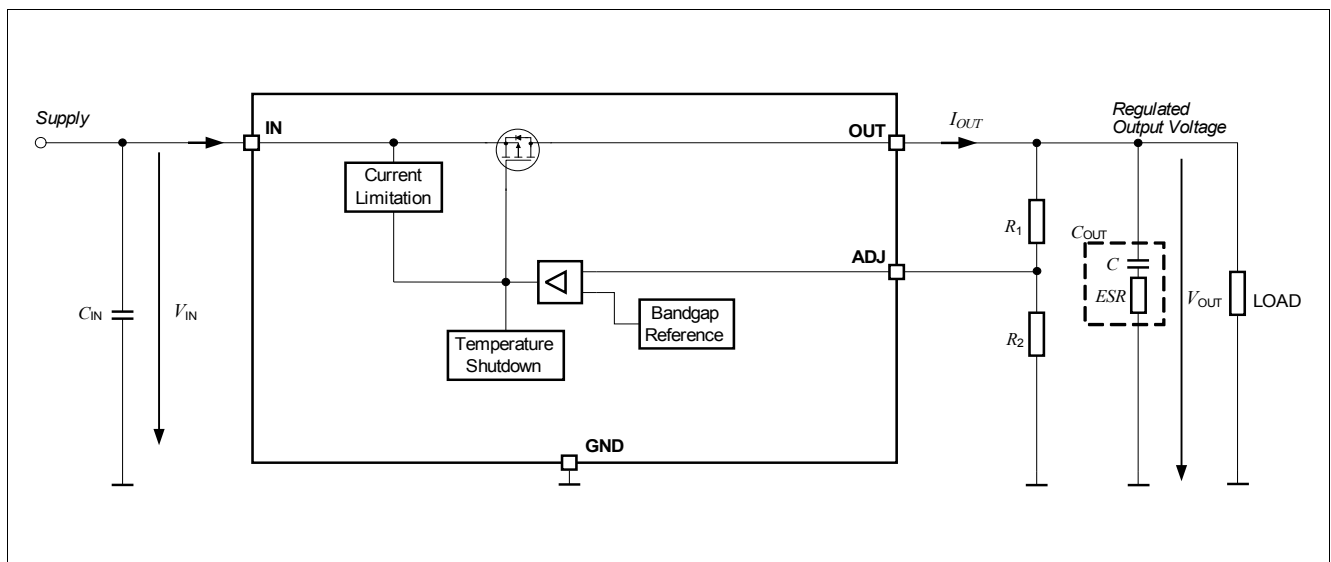 Supply
IN
OUT
I_OUT
Regulated
Output Voltage
Current
Limitation
R1
C_OUT
ADJ
C
ESR
C_IN
V_IN
Bandgap
Reference
V_OUT
LOAD
Temperature
Shutdown
R2
GND